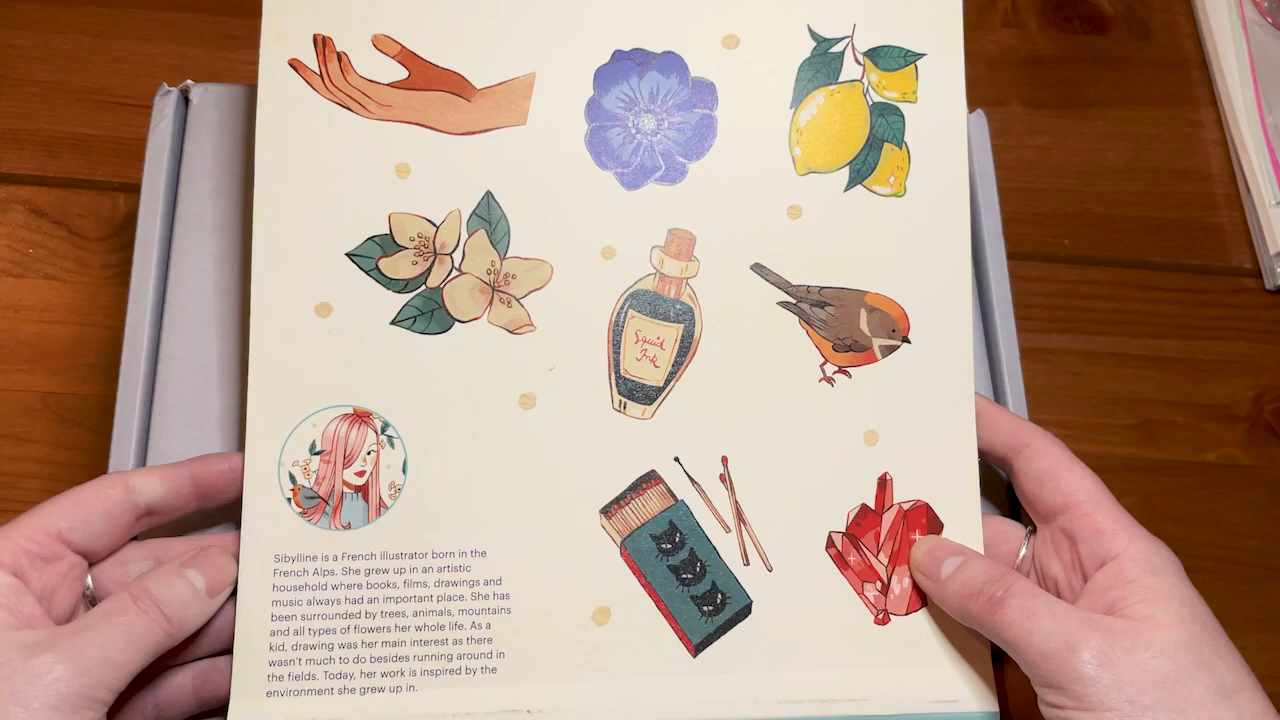 Squid
Ink
Sibylline is a French illustrator born in the
French Alps. She grew up in an artistic
household where books, films, drawings and
music always had an important place. She has
been surrounded by trees, animals, mountains
and all types of flowers her whole life. As a
kid, drawing was her main interest as there
wasn't much to do besides running around in
the fields. Today, her work is inspired by the
environment she grew up in.